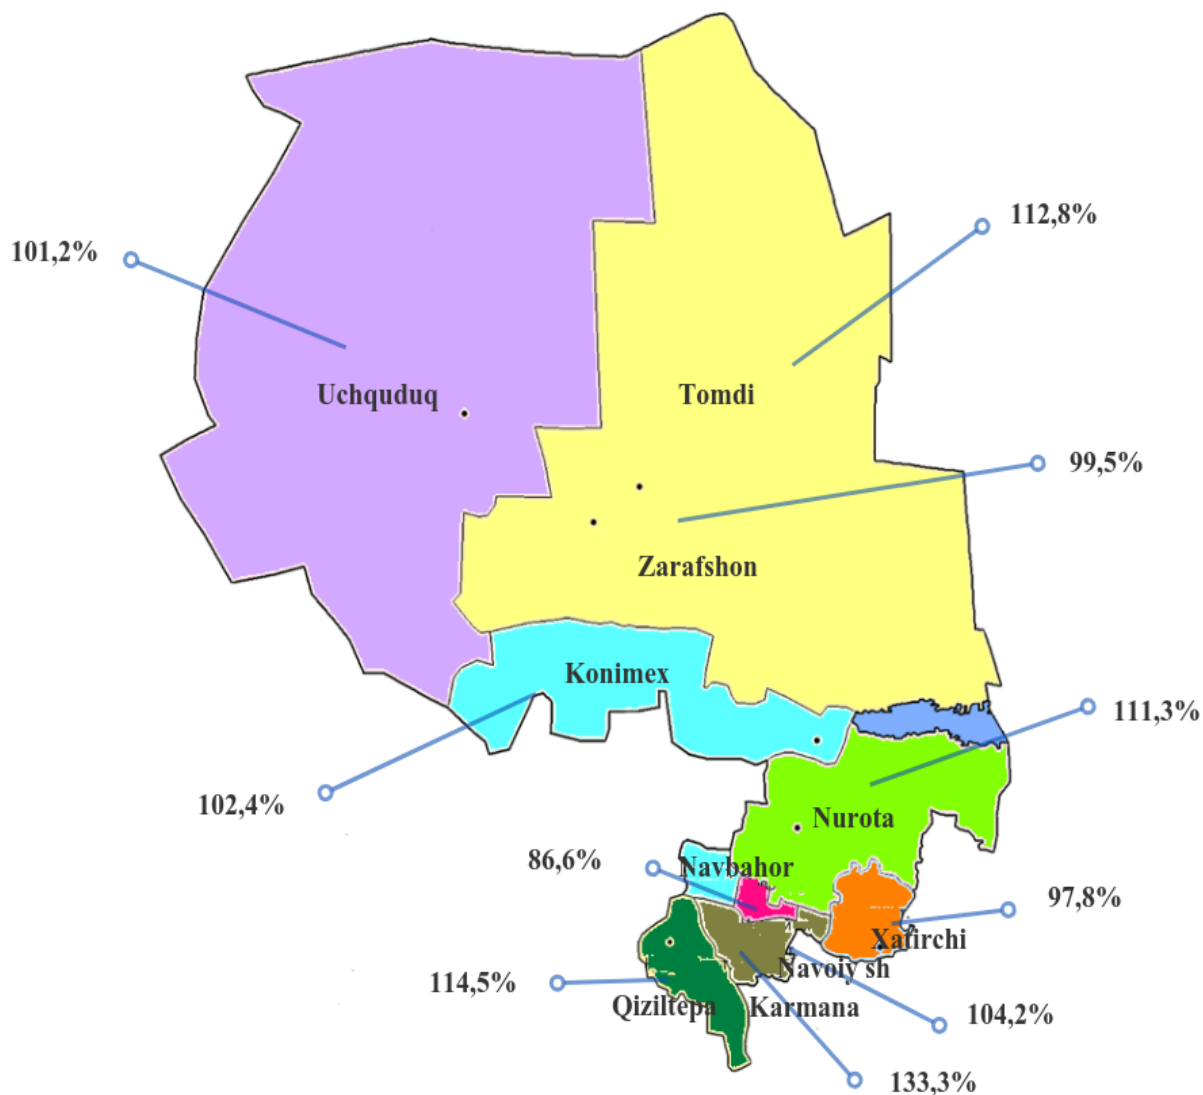 112,8%
101,2%
Uchquduq
Tomdi
99,5%
Zarafshon
Konimex
111,3%
102,4%
Nurota
86,6%
Navbahor
97,8%
Xatirchi
Navoiy sh
114,5%
Qiziltepa
Karmana
104,2%
133,3%